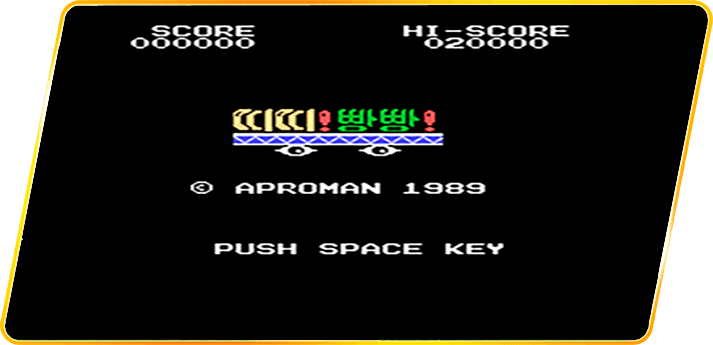 SCORE HI-SCORE
000000 020000
띠띠!빵빵!
© APROMAN 1989
PUSH SPACE KEY